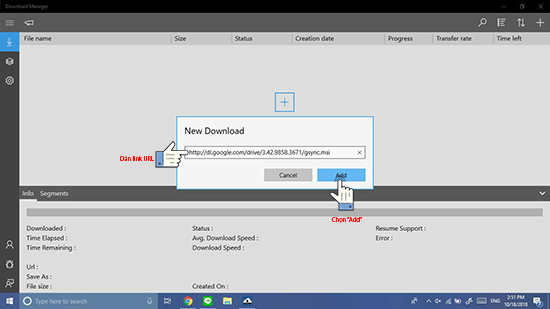 iDownload Manager
File name Size Status Creation date Progress Transfer rate Time left
New Download
http://dl.google.com/drive/3.42.9858.3671/gsync.msi
Dán link URL
Cancel Add
Chọn "Add"
Info Segments
Downloaded : Status : Resume Support :
Time Elapsed : Avg. Download Speed : Error :
Time Remaining : Download Speed :
Url :
Save As :
File size : Created On :
Type here to search
ENG
2:51 PM
10/18/2018